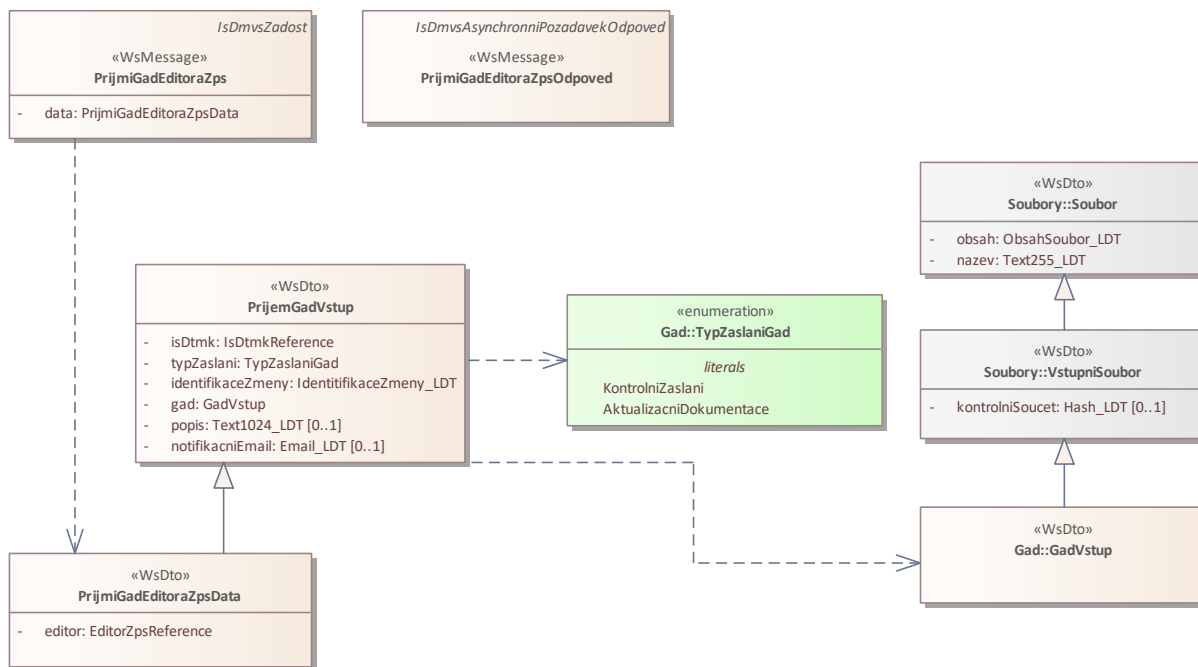 IsDmvsZadost
«WsMessage»
PrijmiGadEditoraZps
- data: PrijmiGadEditoraZpsData
IsDmvsAsynchronniPozadavekOdpoved
«WsMessage»
PrijmiGadEditoraZpsOdpoved
«WsDto»
Soubory::Soubor
- obsah: ObsahSoubor_LDT
- nazev: Text255_LDT
«WsDto»
PrijemGadVstup
- isDtmk: IsDtmkReference
- typZaslani: TypZaslaniGad
- identifikaceZmeny: IdentitifikaceZmeny_LDT
- gad: GadVstup
- popis: Text1024_LDT [0..1]
- notifikacniEmail: Email_LDT [0..1]
«enumeration»
Gad::TypZaslaniGad
literals
KontrolniZaslani
AktualizacniDokumentace
«WsDto»
Soubory::VstupniSoubor
- kontrolniSoucet: Hash_LDT [0..1]
«WsDto»
Gad::GadVstup
«WsDto»
PrijmiGadEditoraZpsData
- editor: EditorZpsReference